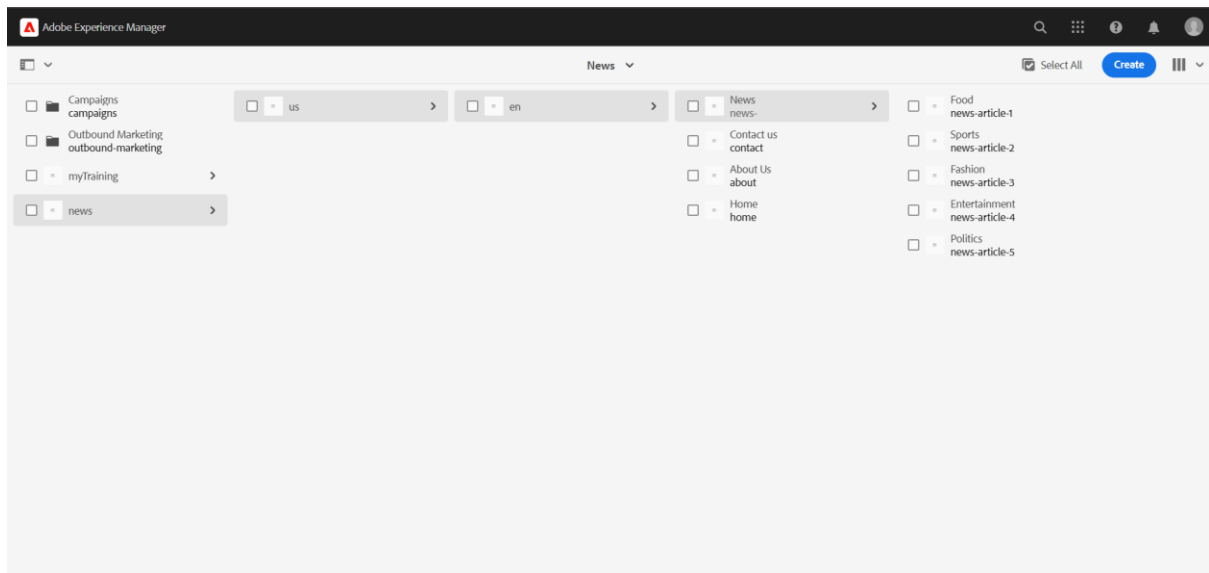 Adobe Experience Manager
News
Select All
Create
Campaigns
campaigns
Outbound Marketing
outbound-marketing
myTraining
news
us
en
News
news-
Contact us
contact
About Us
about
Home
home
Food
news-article-1
Sports
news-article-2
Fashion
news-article-3
Entertainment
news-article-4
Politics
news-article-5